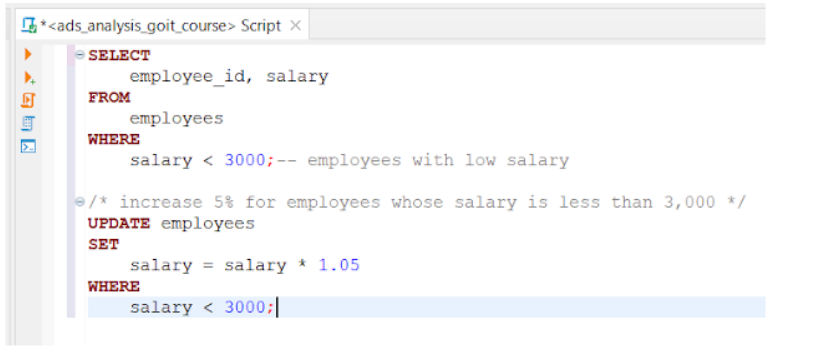 *<ads_analysis_goit_course> Script
SELECT
employee_id, salary
FROM
employees
WHERE
salary < 3000;-- employees with low salary
/* increase 5% for employees whose salary is less than 3,000 */
UPDATE employees
SET
salary = salary * 1.05
WHERE
salary < 3000;